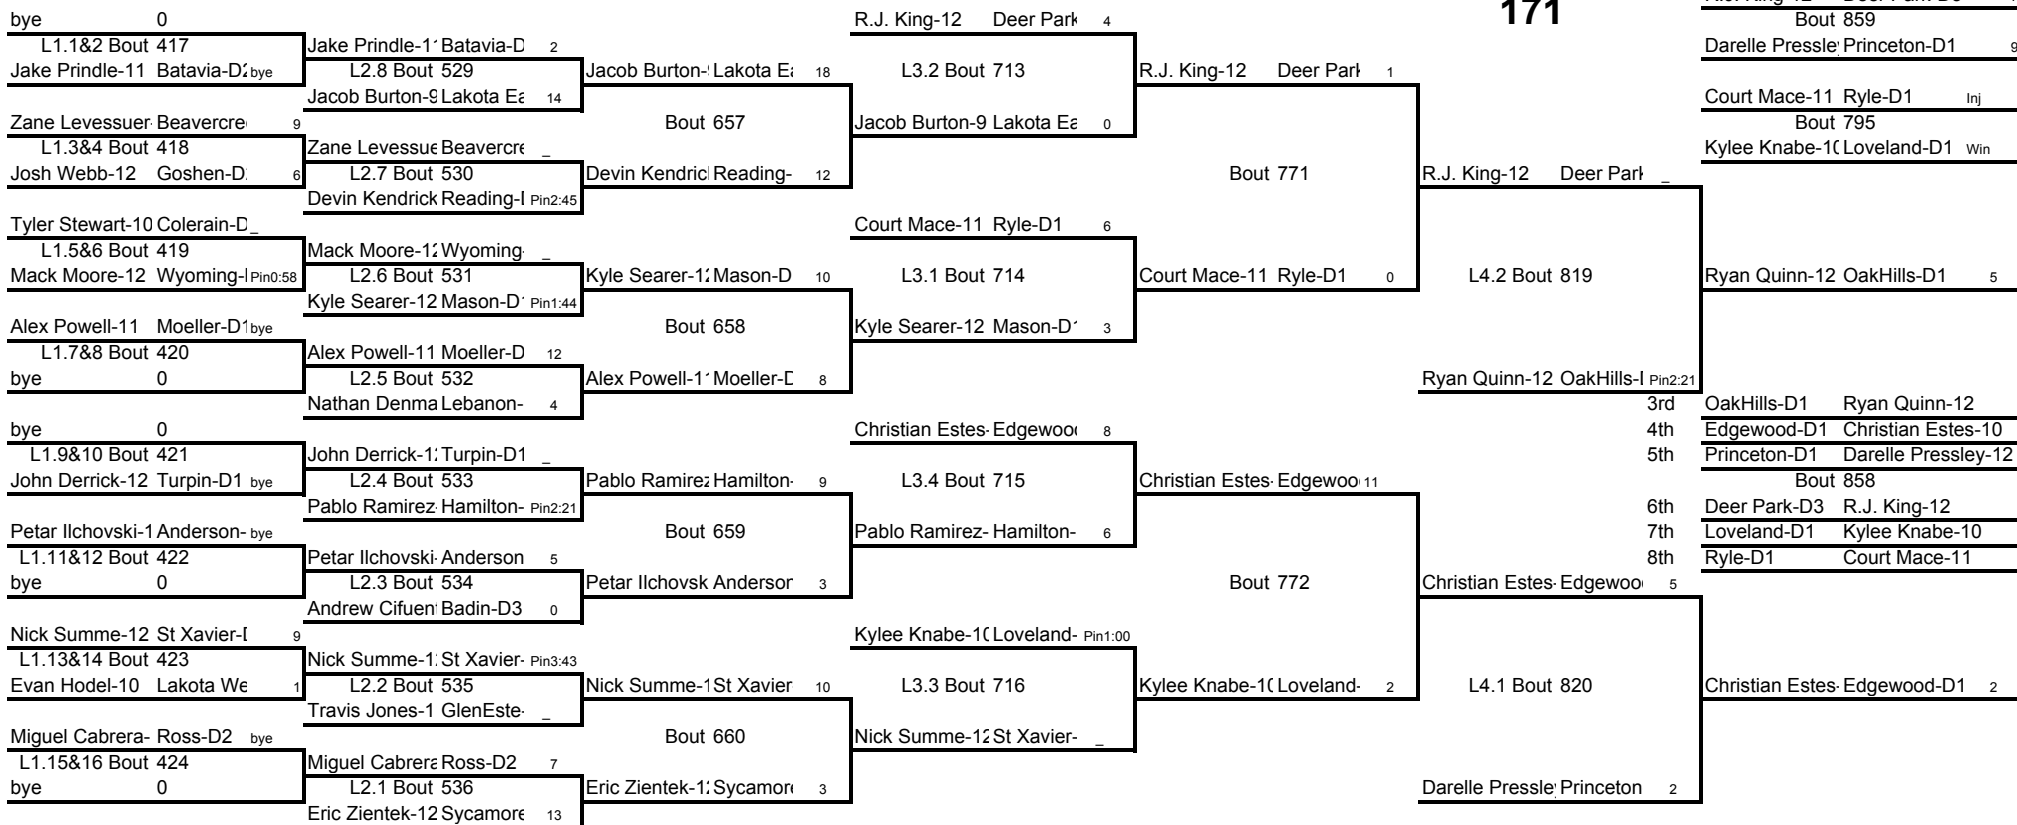 171
bye 0
L1.1&2 Bout 417
Jake Prindle-11 Batavia-D2 bye
Zane Levessuer- Beavercre 9
L1.3&4 Bout 418
Josh Webb-12 Goshen-D 6
Tyler Stewart-10 Colerain-D _
L1.5&6 Bout 419
Mack Moore-12 Wyoming- Pin0:58
Alex Powell-11 Moeller-D1 bye
L1.7&8 Bout 420
bye 0
bye 0
L1.9&10 Bout 421
John Derrick-12 Turpin-D1 bye
Petar Ilchovski-1 Anderson- bye
L1.11&12 Bout 422
bye 0
Nick Summe-12 St Xavier- 9
L1.13&14 Bout 423
Evan Hodel-10 Lakota We 1
Miguel Cabrera- Ross-D2 bye
L1.15&16 Bout 424
bye 0
Jake Prindle-1 Batavia-D 2
L2.8 Bout 529
Jacob Burton-9 Lakota Ea 14
Zane Levessue Beavercre _
L2.7 Bout 530
Devin Kendrick Reading- Pin2:45
Mack Moore-12 Wyoming- _
L2.6 Bout 531
Kyle Searer-12 Mason-D Pin1:44
Alex Powell-11 Moeller-D 12
L2.5 Bout 532
Nathan Denma Lebanon- 4
John Derrick-1 Turpin-D1 _
L2.4 Bout 533
Pablo Ramirez Hamilton- Pin2:21
Petar Ilchovski- Anderson 5
L2.3 Bout 534
Andrew Cifuen Badin-D3 0
Nick Summe-1 St Xavier- Pin3:43
L2.2 Bout 535
Travis Jones-1 GlenEste- _
Miguel Cabrera Ross-D2 7
L2.1 Bout 536
Eric Zientek-12 Sycamore 13
Jacob Burton- Lakota Ea 18
Bout 657
Devin Kendric Reading- 12
Kyle Searer-1 Mason-D 10
Bout 658
Alex Powell-1 Moeller-D 8
Pablo Ramirez Hamilton- 9
Bout 659
Petar Ilchovsk Anderson 3
Nick Summe-1 St Xavier 10
Bout 660
Eric Zientek-1 Sycamore 3
R.J. King-12 Deer Park 4
L3.2 Bout 713
Jacob Burton-9 Lakota Ea 0
Court Mace-11 Ryle-D1 6
L3.1 Bout 714
Kyle Searer-12 Mason-D 3
Christian Estes- Edgewoo 8
L3.4 Bout 715
Pablo Ramirez- Hamilton- 6
Kylee Knabe-10 Loveland- Pin1:00
L3.3 Bout 716
Nick Summe-12 St Xavier- _
R.J. King-12 Deer Park 1
Bout 771
Court Mace-11 Ryle-D1 0
Christian Estes- Edgewoo 11
Bout 772
Kylee Knabe-10 Loveland- 2
R.J. King-12 Deer Park _
L4.2 Bout 819
Ryan Quinn-12 OakHills- Pin2:21
Christian Estes- Edgewoo 5
L4.1 Bout 820
Darelle Pressle Princeton 2
Bout 859
Darelle Pressle Princeton-D1 9
Court Mace-11 Ryle-D1 Inj
Bout 795
Kylee Knabe-10 Loveland-D1 Win
Ryan Quinn-12 OakHills-D1 5
3rd OakHills-D1 Ryan Quinn-12
4th Edgewood-D1 Christian Estes-10
5th Princeton-D1 Darelle Pressley-12
Bout 858
6th Deer Park-D3 R.J. King-12
7th Loveland-D1 Kylee Knabe-10
8th Ryle-D1 Court Mace-11
Christian Estes- Edgewood-D1 2